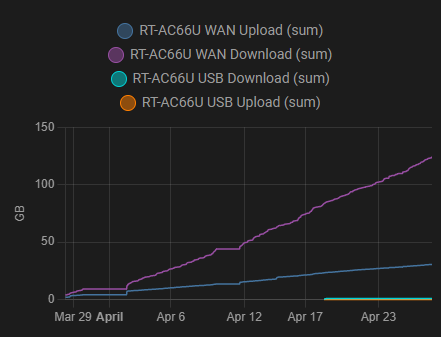 RT-AC66U WAN Upload (sum)
RT-AC66U WAN Download (sum)
RT-AC66U USB Download (sum)
RT-AC66U USB Upload (sum)
150
100
50
0
GB
Mar 29 April Apr 6 Apr 12 Apr 17 Apr 23